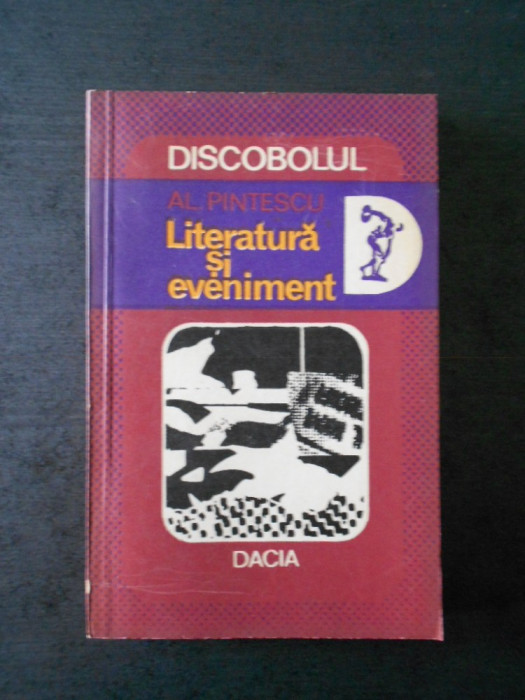 DISCOBOLUL
AL. PINTESCU
Literatură
și
eveniment
DACIA